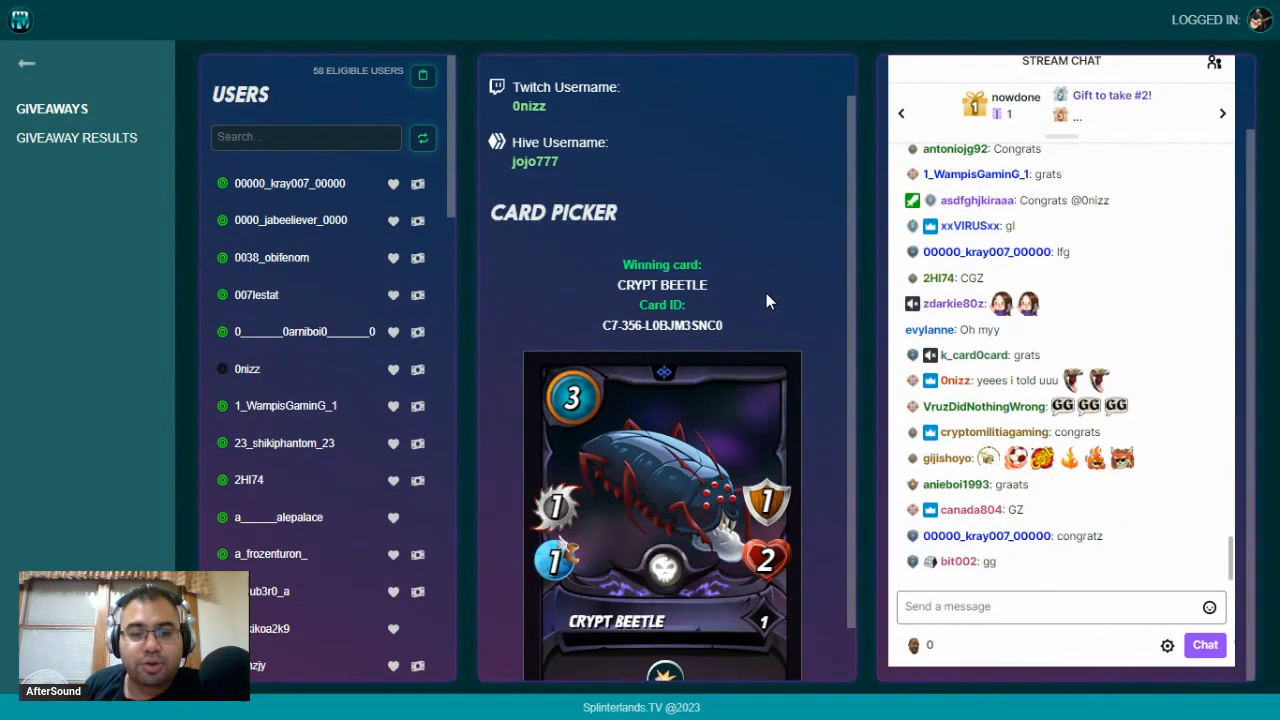 LOGGED IN:
GIVEAWAYS
GIVEAWAY RESULTS
58 ELIGIBLE USERS
USERS
Search...
00000_kray007_00000
0000_jabeeliever_0000
0038_obifenom
007lestat
0______0arniboi0______0
0nizz
1_WampisGaminG_1
23_shikiphantom_23
2HI74
a______alepalace
a_frozenturon_
AfterSound
Twitch Username:
0nizz
Hive Username:
jojo777
CARD PICKER
Winning card:
CRYPT BEETLE
Card ID:
C7-356-L0BJM3SNC0
3
1
1
1
2
CRYPT BEETLE
1
STREAM CHAT
1 nowdone
1
2 Gift to take #2!
3 ...
antoniojg92: Congrats
1_WampisGaminG_1: grats
asdfghjkiraaa: Congrats @0nizz
xxVIRUSxx: gl
00000_kray007_00000: lfg
2HI74: CGZ
zdarkie80z:
evylanne: Oh myy
k_card0card: grats
0nizz: yeees i told uuu
VruzDidNothingWrong: GG GG GG
cryptomilitiagaming: congrats
gijishoyo:
anieboi1993: graats
canada804: GZ
00000_kray007_00000: congratz
bit002: gg
Send a message
0
Chat
Splinterlands.TV @2023